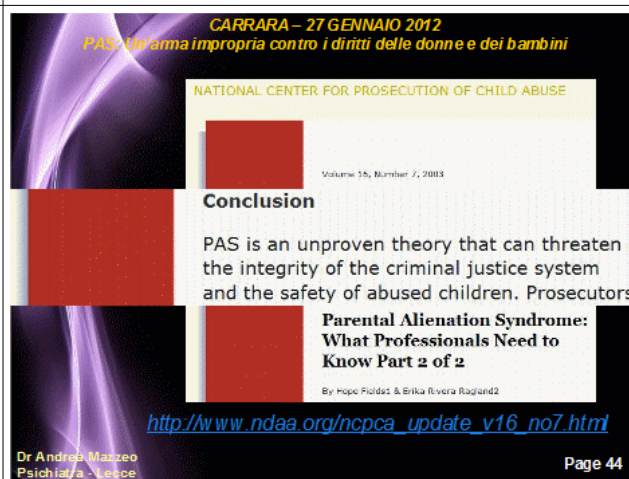 CARRARA – 27 GENNAIO 2012
PAS: Un'arma impropria contro i diritti delle donne e dei bambini
NATIONAL CENTER FOR PROSECUTION OF CHILD ABUSE
Volume 16, Number 7, 2003
Conclusion
PAS is an unproven theory that can threaten
the integrity of the criminal justice system
and the safety of abused children. Prosecutors
Parental Alienation Syndrome:
What Professionals Need to
Know Part 2 of 2
By Hope Fields1 & Erika Rivera Ragland2
http://www.ndaa.org/ncpca_update_v16_no7.html
Dr Andrea Mazzeo
Psichiatra - Lecce
Page 44